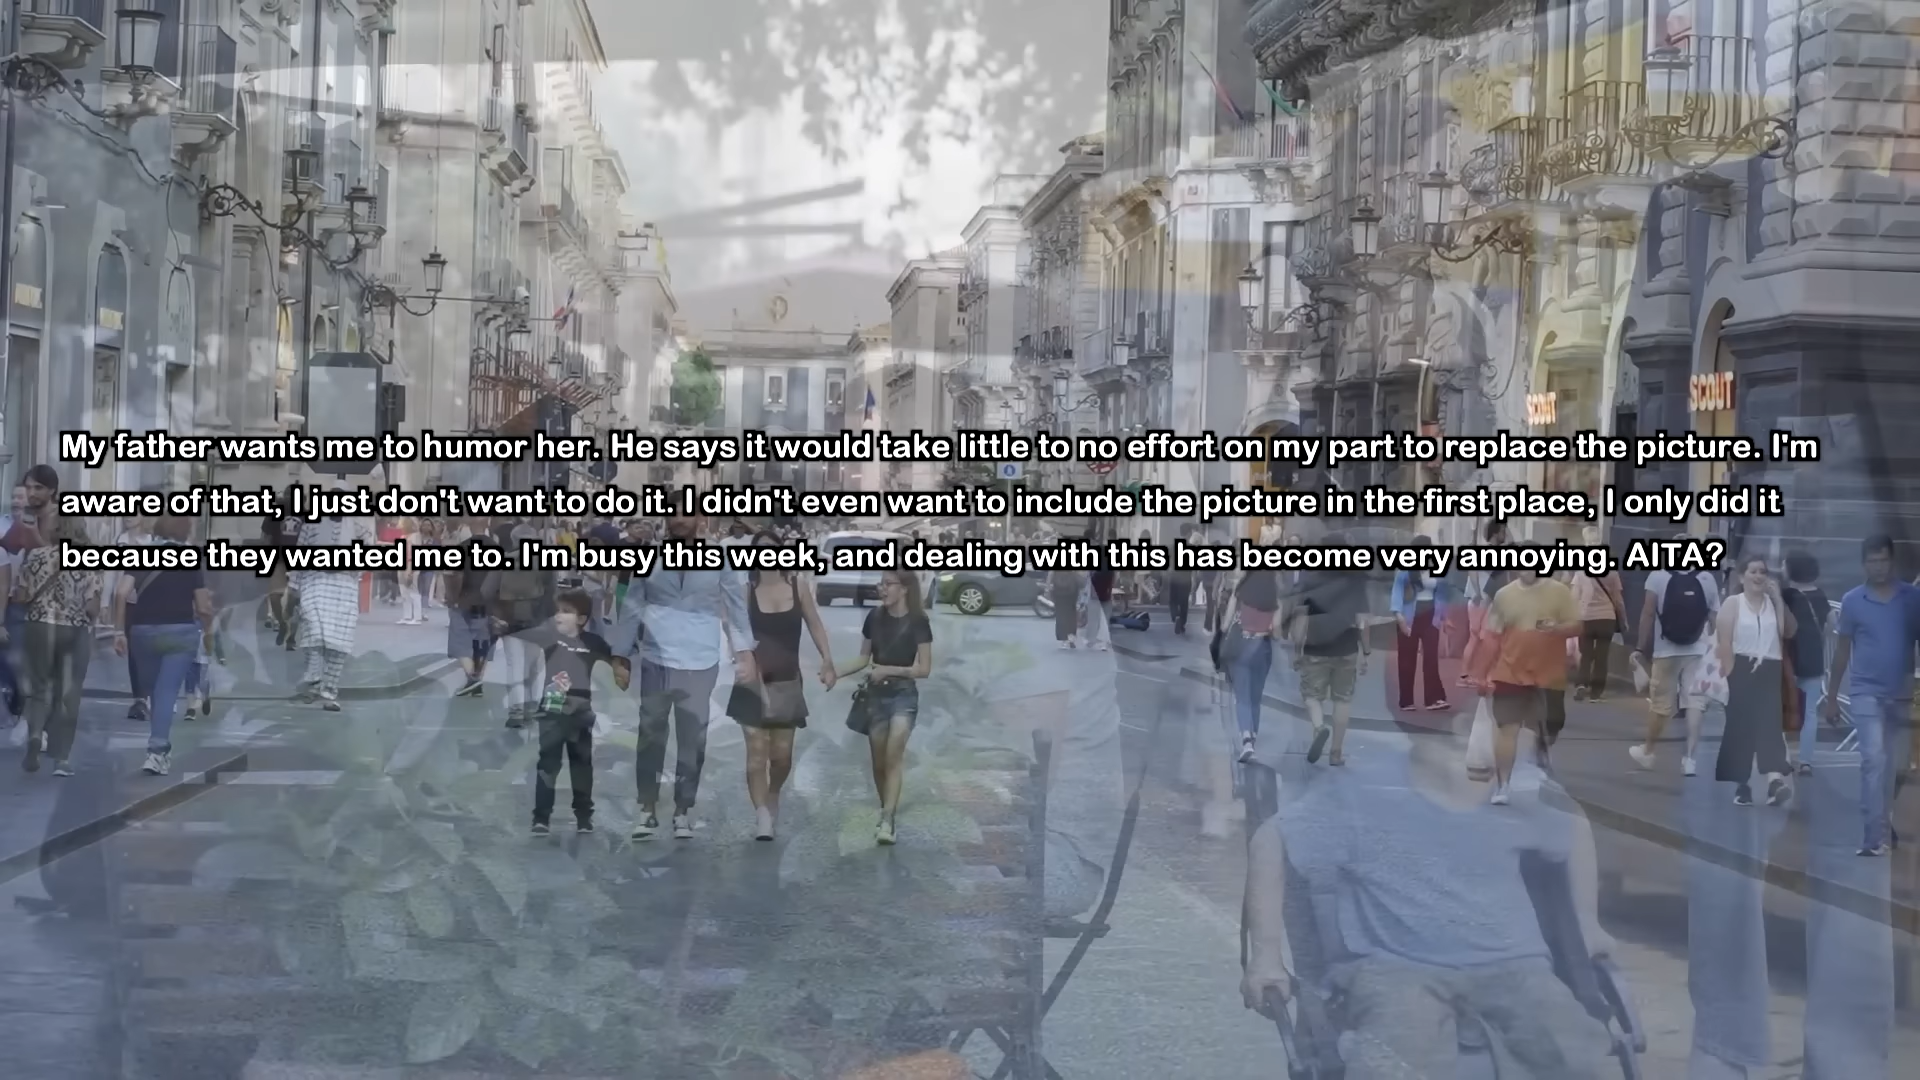 SCOUT
SCOUT
My father wants me to humor her. He says it would take little to no effort on my part to replace the picture. I'm
aware of that, I just don't want to do it. I didn't even want to include the picture in the first place, I only did it
because they wanted me to. I'm busy this week, and dealing with this has become very annoying. AITA?